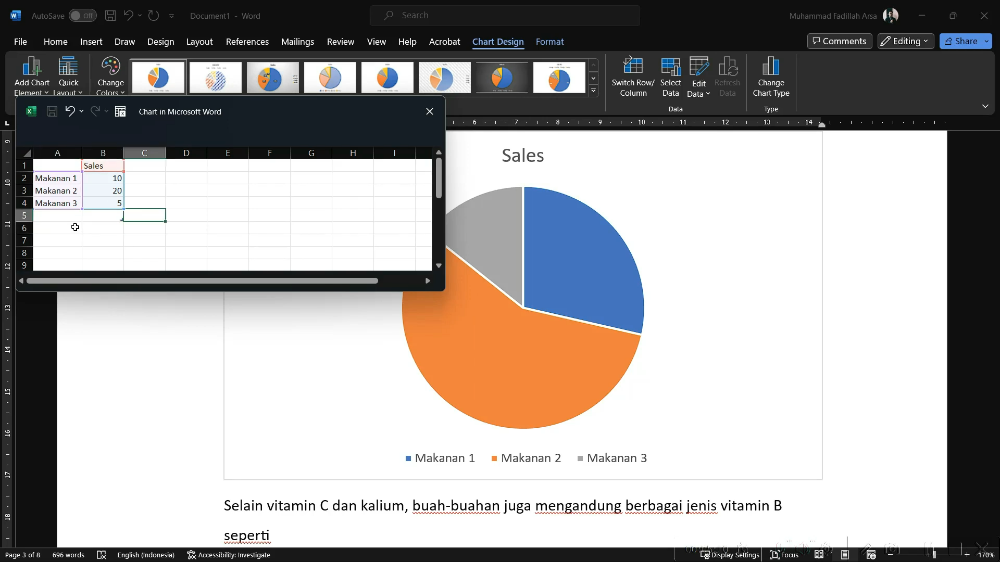 AutoSave Off Document1 - Word Search Muhammad Fadillah Arsa
File Home Insert Draw Design Layout References Mailings Review View Help Acrobat Chart Design Format Comments Editing Share
Add Chart Element Quick Layout Change Colors Switch Row/ Column Select Data Edit Data Refresh Data Change Chart Type
Data Type
Chart in Microsoft Word
6 7 8 9 10 11 12 13 14
A B C D E F G H I
1 Sales
2 Makanan 1 10
3 Makanan 2 20
4 Makanan 3 5
5
6
7
8
9
9
10
11
12
13
14
15
16
17
18
Sales
Makanan 1 Makanan 2 Makanan 3
Selain vitamin C dan kalium, buah-buahan juga mengandung berbagai jenis vitamin B
seperti
Page 3 of 8 696 words English (Indonesia) Accessibility: Investigate Display Settings Focus 170%